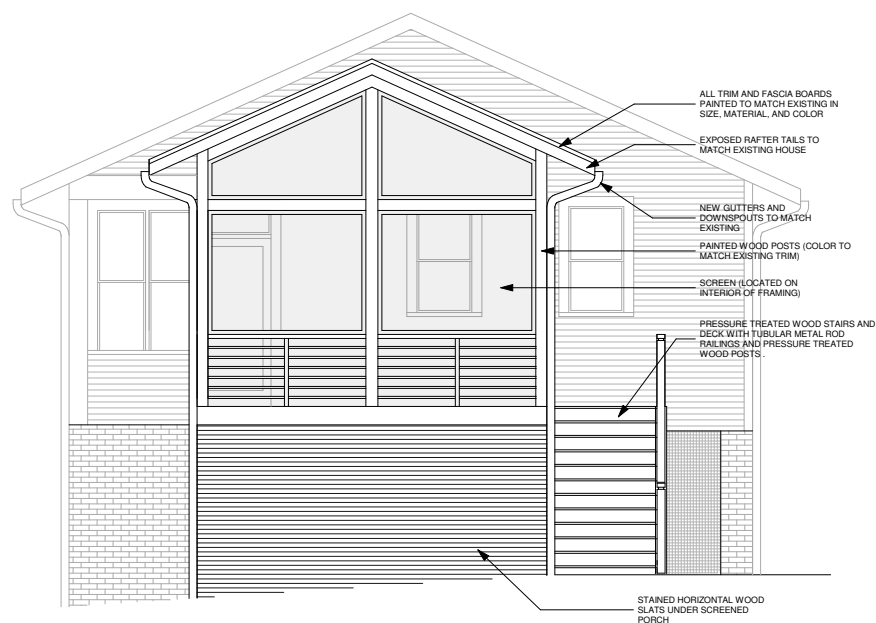 ALL TRIM AND FASCIA BOARDS
PAINTED TO MATCH EXISTING IN
SIZE, MATERIAL, AND COLOR
EXPOSED RAFTER TAILS TO
MATCH EXISTING HOUSE
NEW GUTTERS AND
DOWNSPOUTS TO MATCH
EXISTING
PAINTED WOOD POSTS (COLOR TO
MATCH EXISTING TRIM)
SCREEN (LOCATED ON
INTERIOR OF FRAMING)
PRESSURE TREATED WOOD STAIRS AND
DECK WITH TUBULAR METAL ROD
RAILINGS AND PRESSURE TREATED
WOOD POSTS .
STAINED HORIZONTAL WOOD
SLATS UNDER SCREENED
PORCH